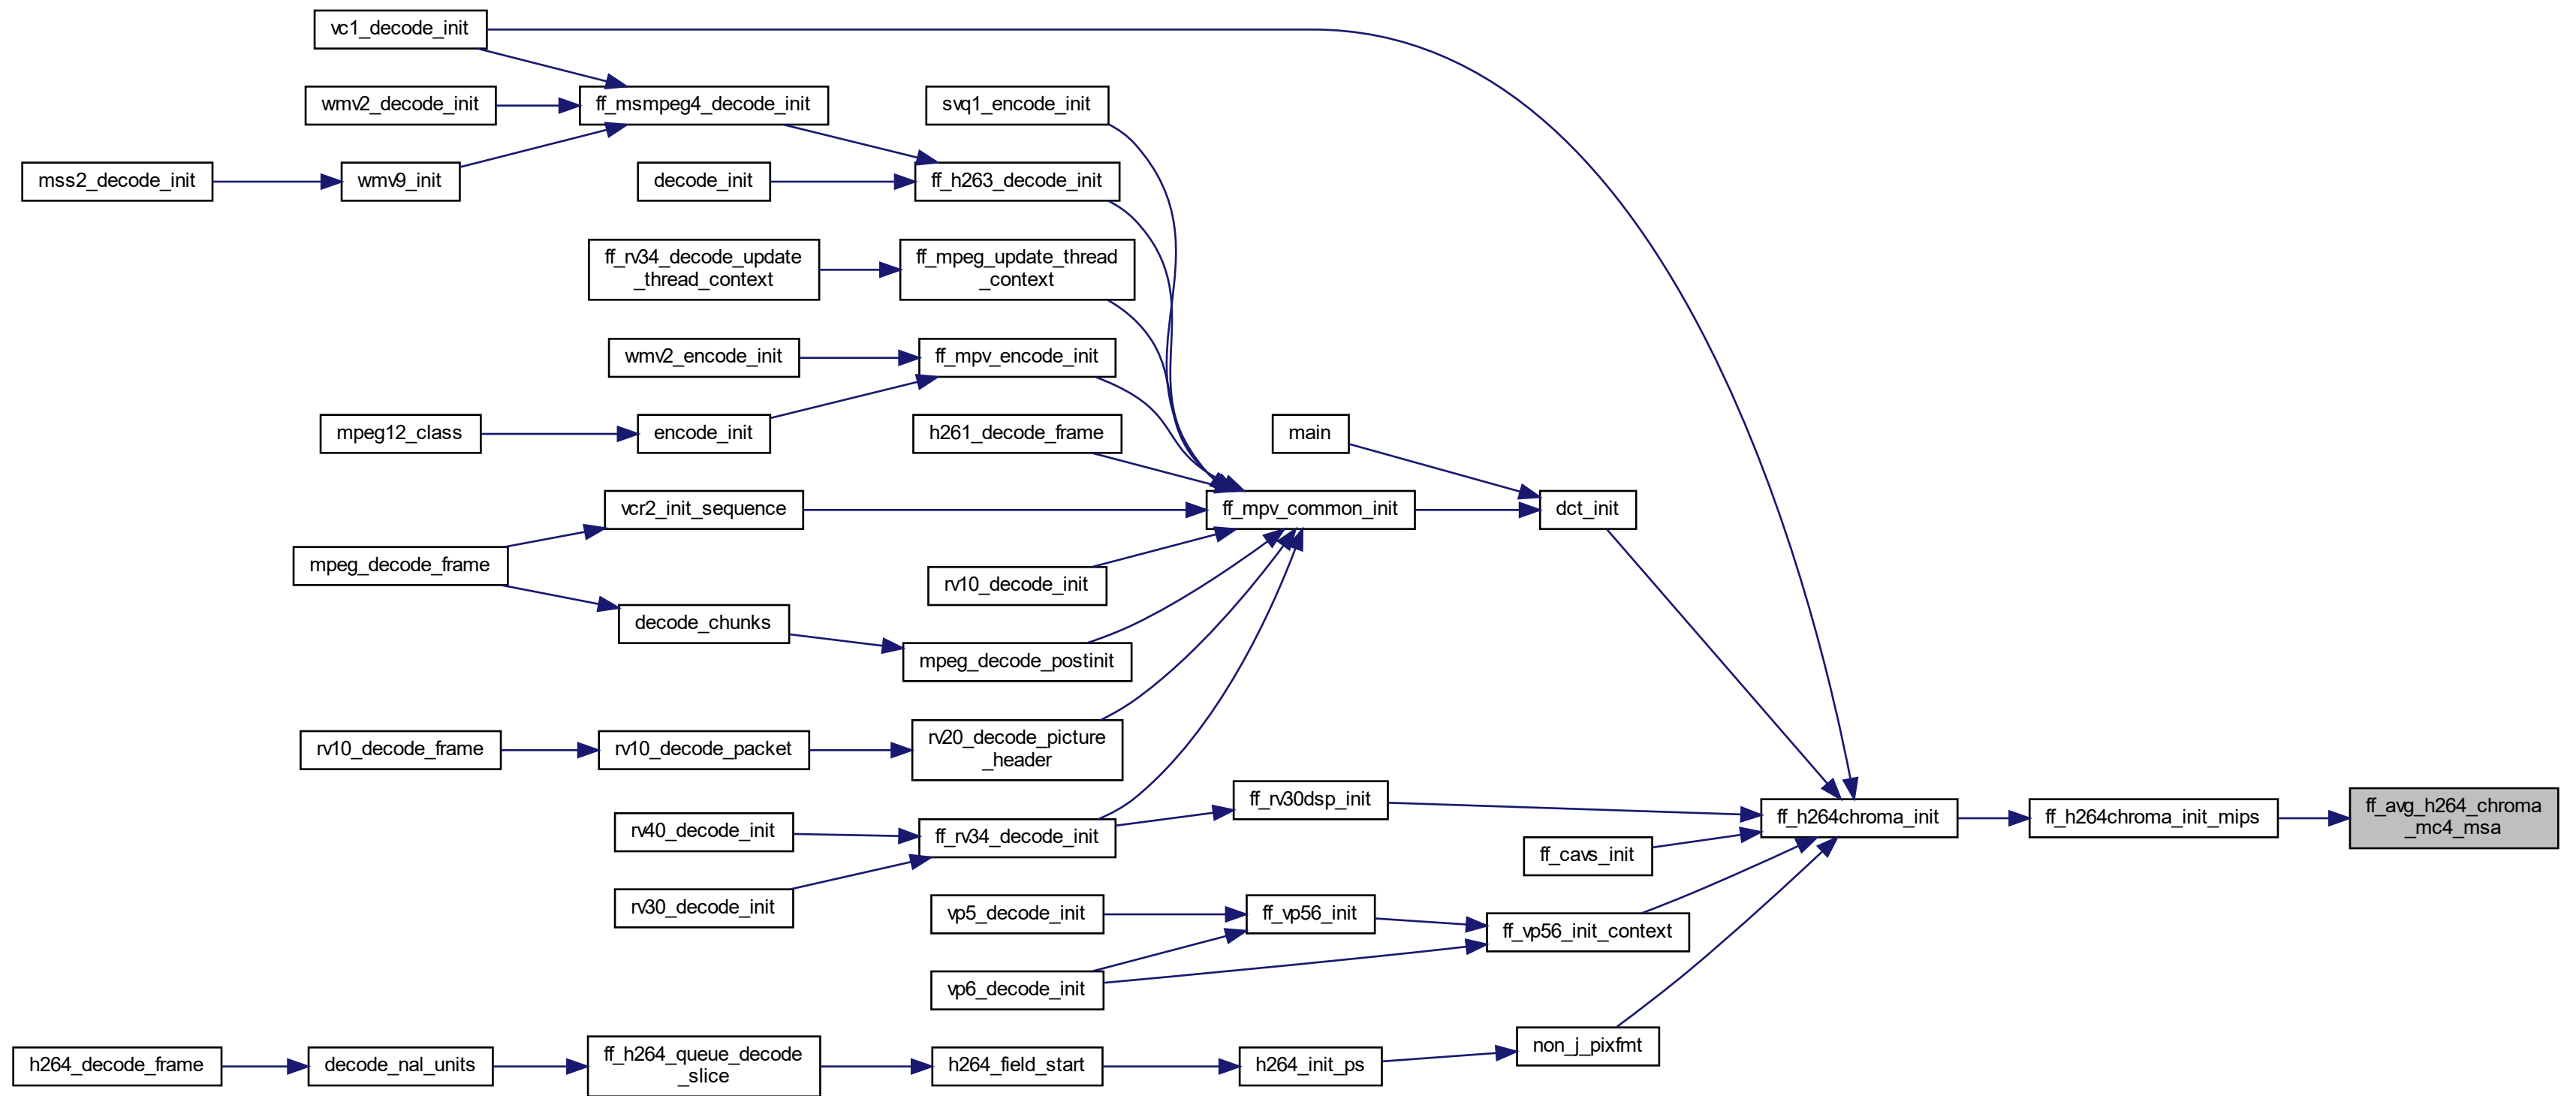 vc1_decode_init
wmv2_decode_init
ff_msmpeg4_decode_init
svq1_encode_init
mss2_decode_init
wmv9_init
decode_init
ff_h263_decode_init
ff_rv34_decode_update
_thread_context
ff_mpeg_update_thread
_context
wmv2_encode_init
ff_mpv_encode_init
mpeg12_class
encode_init
h261_decode_frame
main
vcr2_init_sequence
ff_mpv_common_init
dct_init
mpeg_decode_frame
rv10_decode_init
decode_chunks
mpeg_decode_postinit
rv10_decode_frame
rv10_decode_packet
rv20_decode_picture
_header
ff_rv30dsp_init
ff_h264chroma_init
ff_h264chroma_init_mips
ff_avg_h264_chroma
_mc4_msa
rv40_decode_init
ff_rv34_decode_init
ff_cavs_init
rv30_decode_init
vp5_decode_init
ff_vp56_init
ff_vp56_init_context
vp6_decode_init
non_j_pixfmt
h264_decode_frame
decode_nal_units
ff_h264_queue_decode
_slice
h264_field_start
h264_init_ps